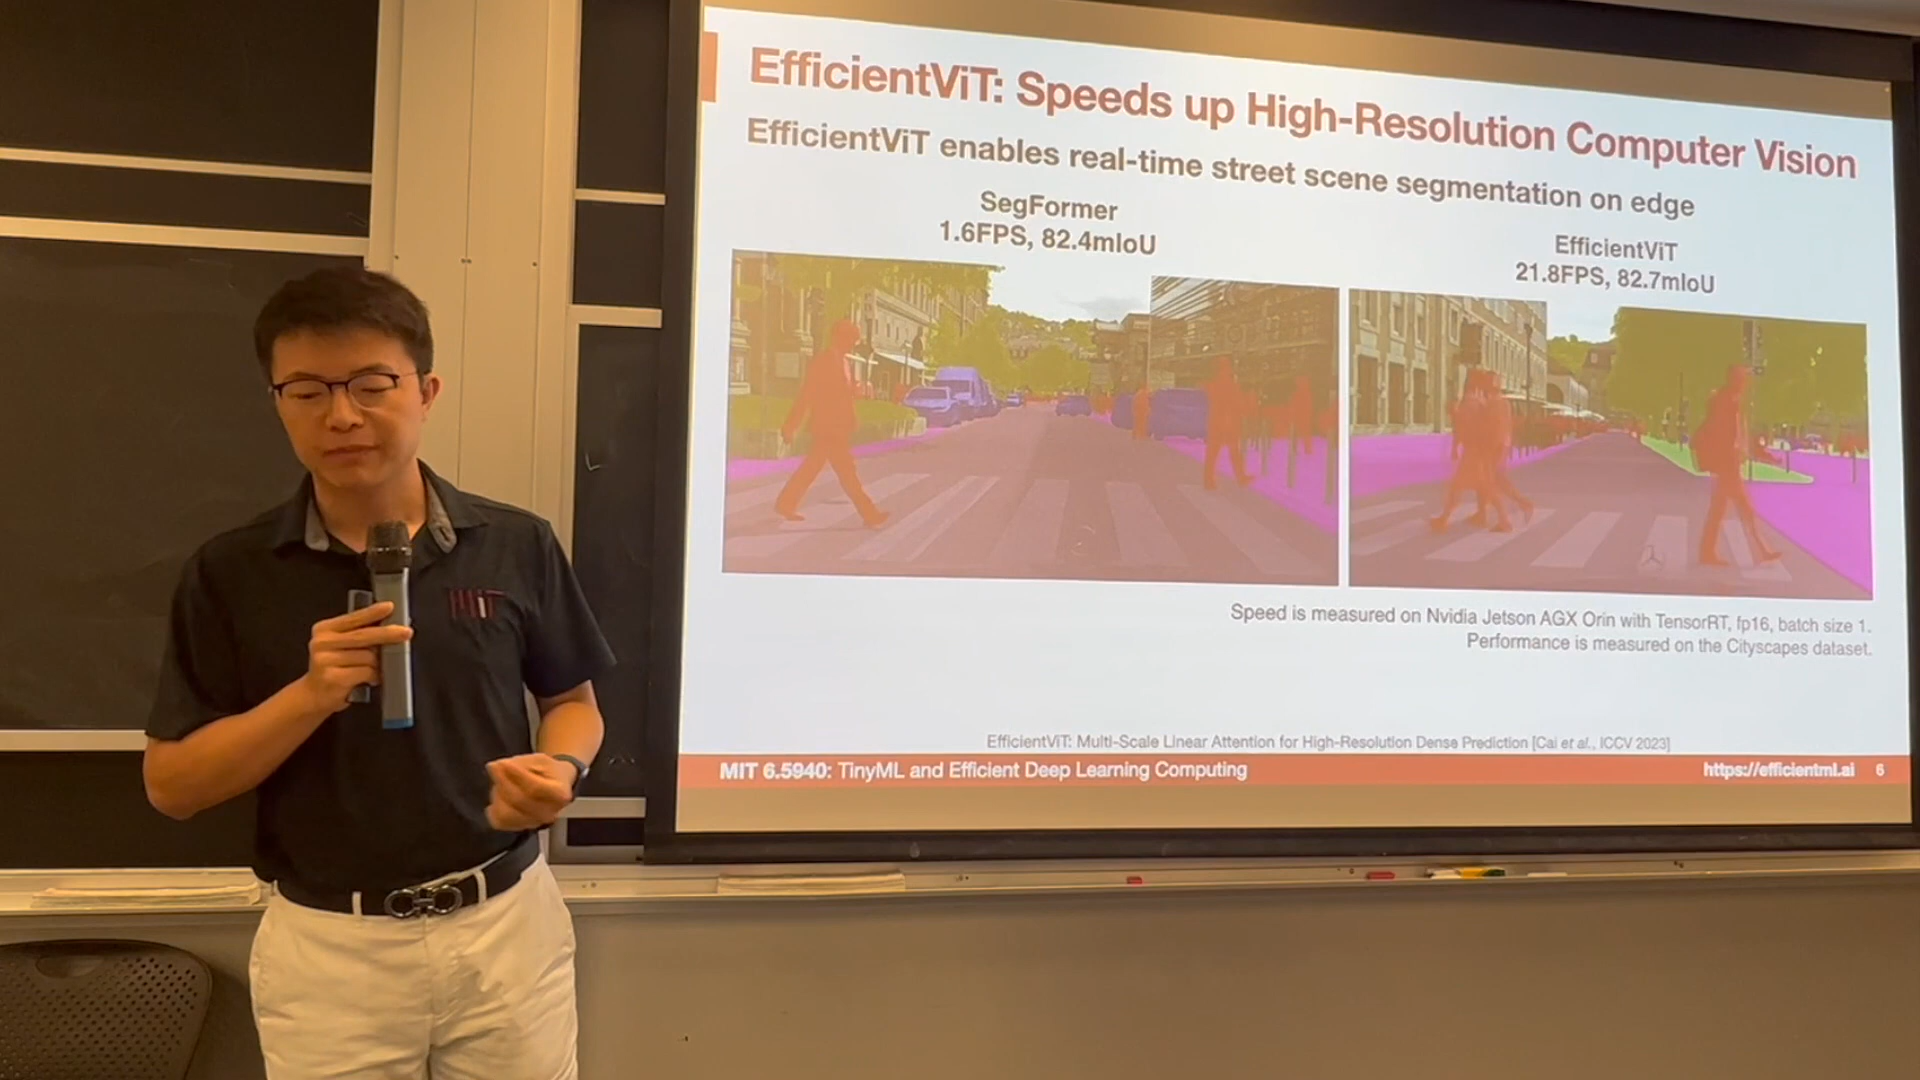 EfficientViT: Speeds up High-Resolution Computer Vision
EfficientViT enables real-time street scene segmentation on edge
SegFormer
1.6FPS, 82.4mIoU
EfficientViT
21.8FPS, 82.7mIoU
Speed is measured on Nvidia Jetson AGX Orin with TensorRT, fp16, batch size 1.
Performance is measured on the Cityscapes dataset.
EfficientViT: Multi-Scale Linear Attention for High-Resolution Dense Prediction [Cai et al., ICCV 2023]
MIT 6.5940: TinyML and Efficient Deep Learning Computing
https://efficientml.ai 6
MIT